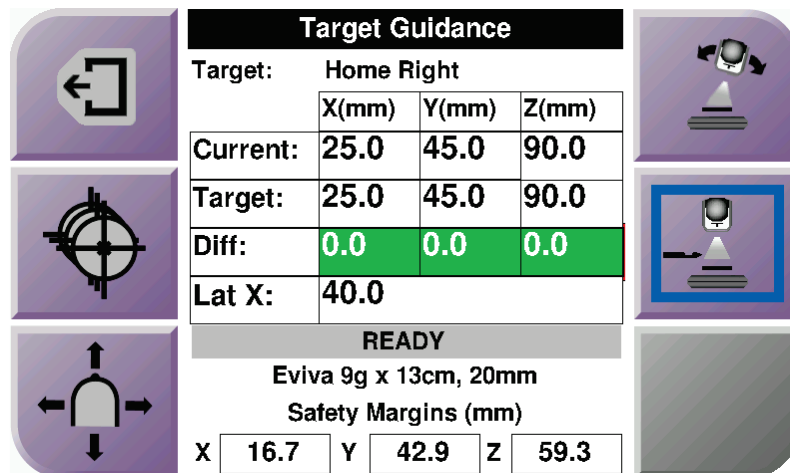 Target Guidance
Target: Home Right
X(mm) Y(mm) Z(mm)
Current: 25.0 45.0 90.0
Target: 25.0 45.0 90.0
Diff: 0.0 0.0 0.0
Lat X: 40.0
READY
Eviva 9g x 13cm, 20mm
Safety Margins (mm)
X 16.7 Y 42.9 Z 59.3